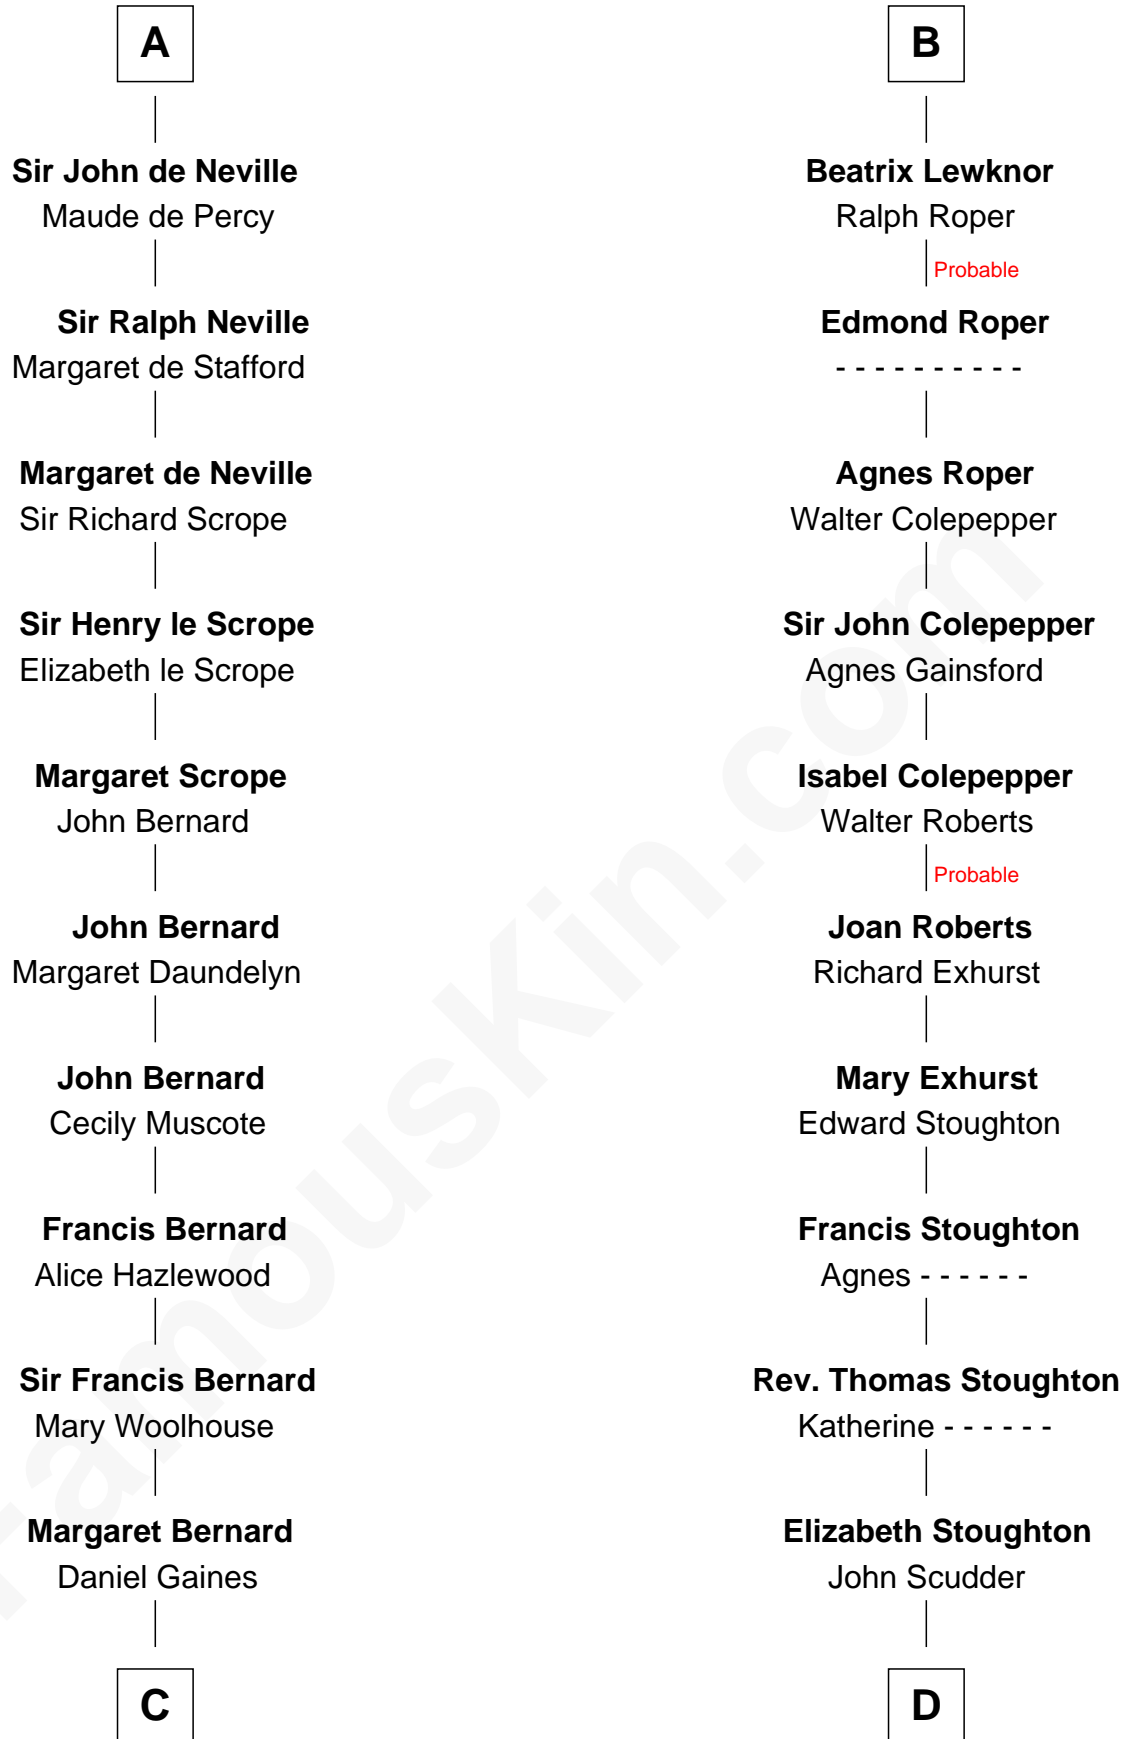 A
Sir John de Neville
Maude de Percy
Sir Ralph Neville
Margaret de Stafford
Margaret de Neville
Sir Richard Scrope
Sir Henry le Scrope
Elizabeth le Scrope
Margaret Scrope
John Bernard
John Bernard
Margaret Daundelyn
John Bernard
Cecily Muscote
Francis Bernard
Alice Hazlewood
Sir Francis Bernard
Mary Woolhouse
Margaret Bernard
Daniel Gaines
C
B
Beatrix Lewknor
Ralph Roper
Probable
Edmond Roper
- - - - - - - - - -
Agnes Roper
Walter Colepepper
Sir John Colepepper
Agnes Gainsford
Isabel Colepepper
Walter Roberts
Probable
Joan Roberts
Richard Exhurst
Mary Exhurst
Edward Stoughton
Francis Stoughton
Agnes - - - - - -
Rev. Thomas Stoughton
Katherine - - - - - -
Elizabeth Stoughton
John Scudder
D
FamousKin.com